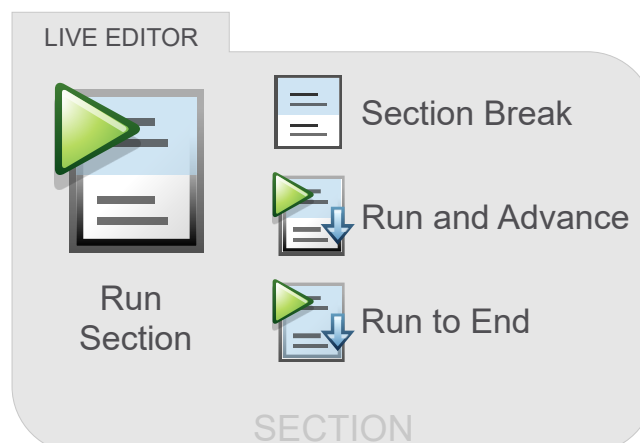 LIVE EDITOR
Run
Section
Section Break
Run and Advance
Run to End
SECTION